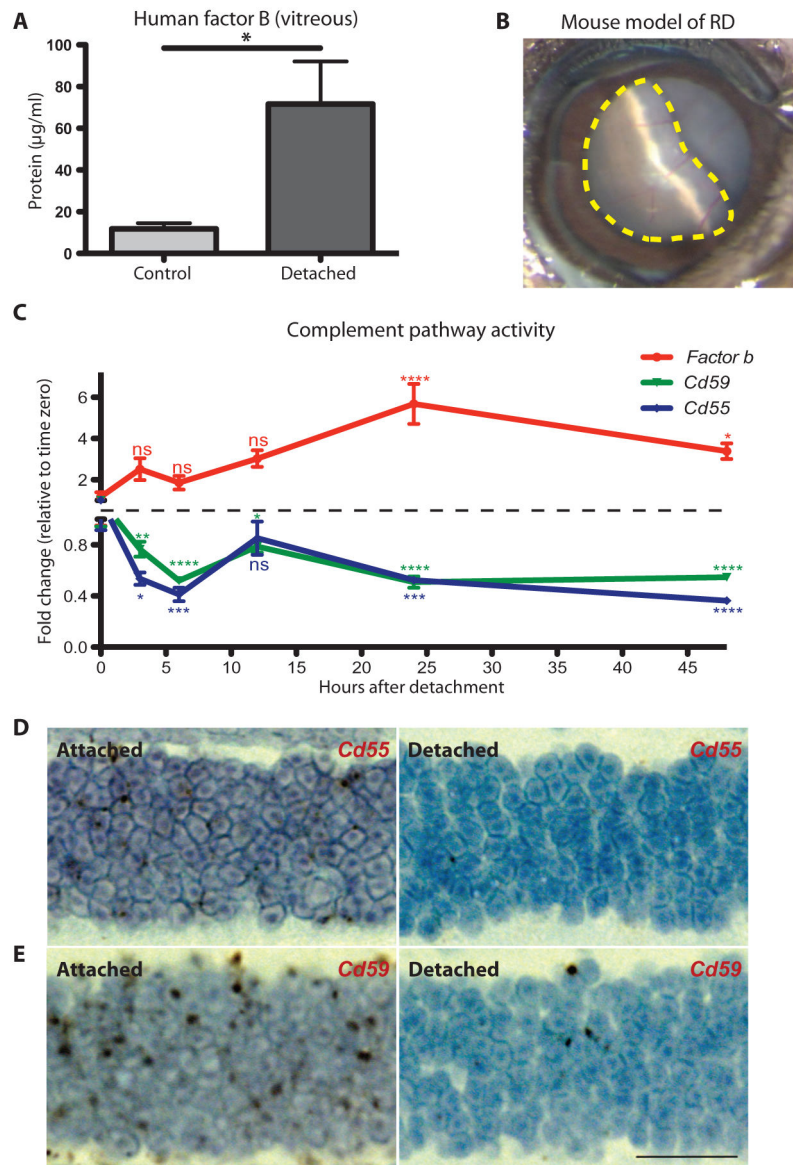 A
Human factor B (vitreous)
*
Protein (µg/ml)
100
80
60
40
20
0
Control
Detached
B
Mouse model of RD
C
Complement pathway activity
Factor b
Cd59
Cd55
Fold change (relative to time zero)
6
4
2
0.8
0.4
0.0
ns
ns
ns
****
*
**
****
*
****
****
*
***
ns
***
****
0
5
10
15
20
25
30
35
40
45
Hours after detachment
D
Attached
Cd55
Detached
Cd55
E
Attached
Cd59
Detached
Cd59